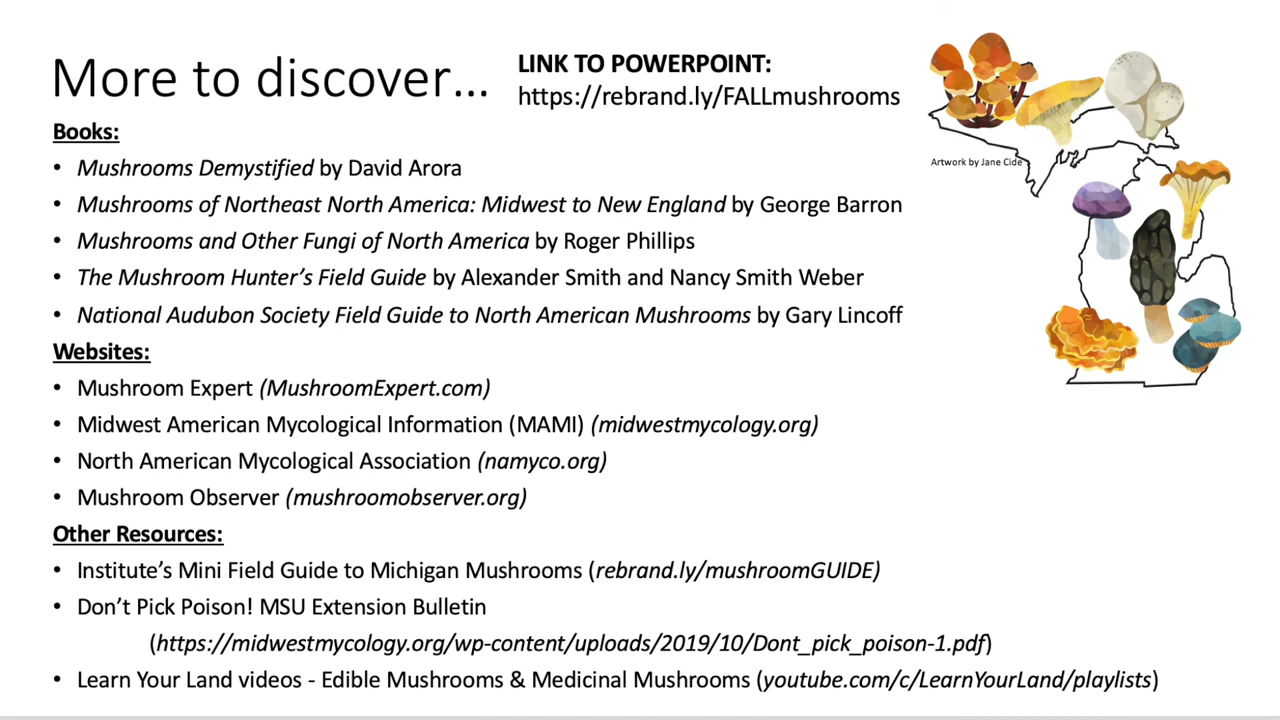 More to discover...
LINK TO POWERPOINT:
https://rebrand.ly/FALLmushrooms
Artwork by Jane Cide
Books:
• Mushrooms Demystified by David Arora
• Mushrooms of Northeast North America: Midwest to New England by George Barron
• Mushrooms and Other Fungi of North America by Roger Phillips
• The Mushroom Hunter’s Field Guide by Alexander Smith and Nancy Smith Weber
• National Audubon Society Field Guide to North American Mushrooms by Gary Lincoff
Websites:
• Mushroom Expert (MushroomExpert.com)
• Midwest American Mycological Information (MAMI) (midwestmycology.org)
• North American Mycological Association (namyco.org)
• Mushroom Observer (mushroomobserver.org)
Other Resources:
• Institute’s Mini Field Guide to Michigan Mushrooms (rebrand.ly/mushroomGUIDE)
• Don’t Pick Poison! MSU Extension Bulletin
(https://midwestmycology.org/wp-content/uploads/2019/10/Dont_pick_poison-1.pdf)
• Learn Your Land videos - Edible Mushrooms & Medicinal Mushrooms (youtube.com/c/LearnYourLand/playlists)